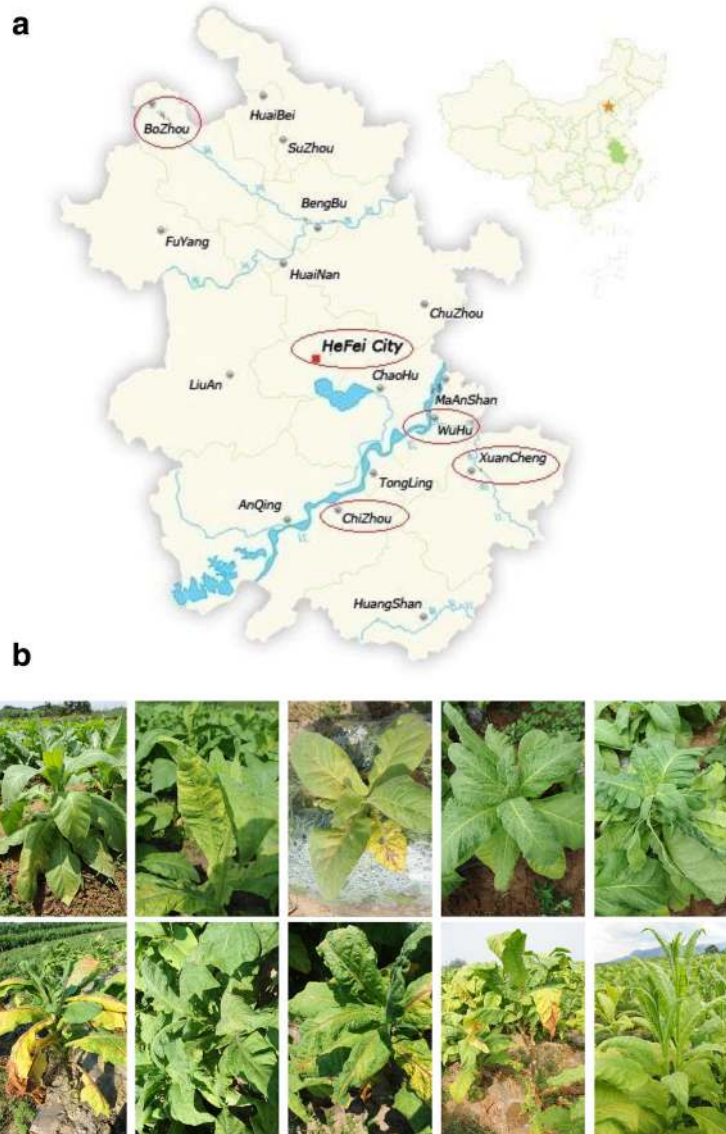 a
BoZhou
HuaiBei
SuZhou
BengBu
FuYang
HuaiNan
ChuZhou
HeFei City
LiuAn
ChaoHu
MaAnShan
WuHu
XuanCheng
TongLing
AnQing
ChiZhou
HuangShan
b